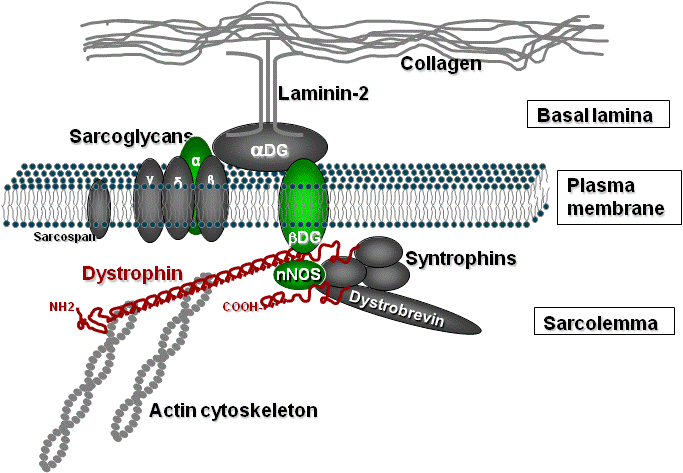 Collagen
Laminin-2
Basal lamina
Sarcoglycans
αDG
α
γ
δ
β
Plasma
membrane
Sarcospan
βDG
Syntrophins
Dystrophin
nNOS
NH2
COOH-
Dystrobrevin
Sarcolemma
Actin cytoskeleton